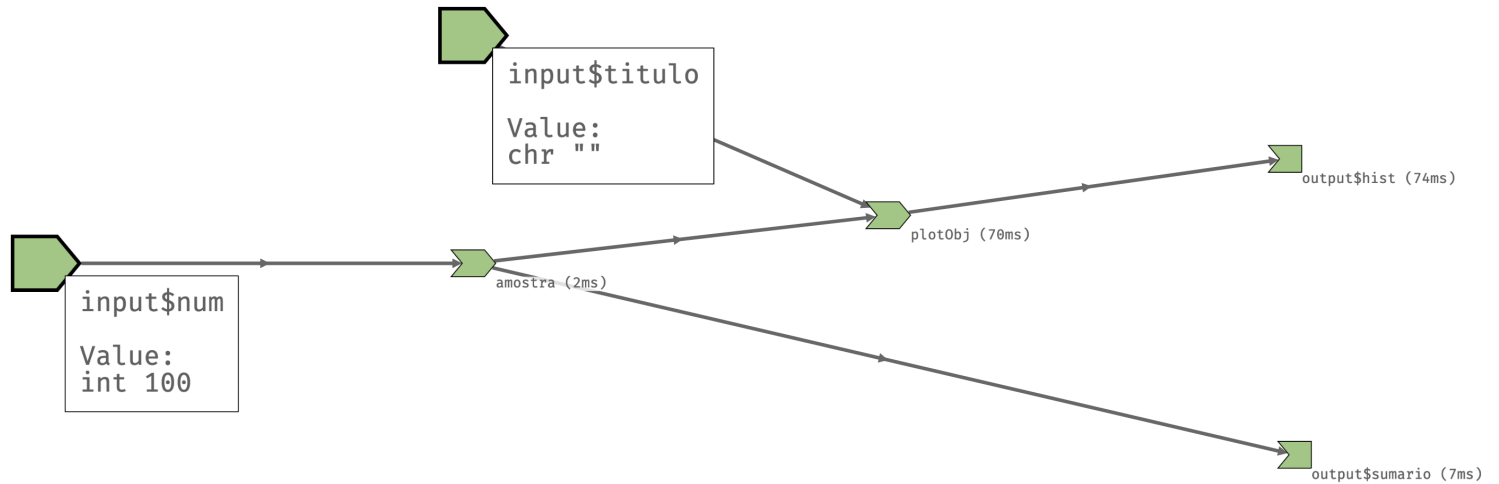 input$titulo
Value:
chr ""
output$hist (74ms)
plotObj (70ms)
amostra (2ms)
input$num
Value:
int 100
output$sumario (7ms)